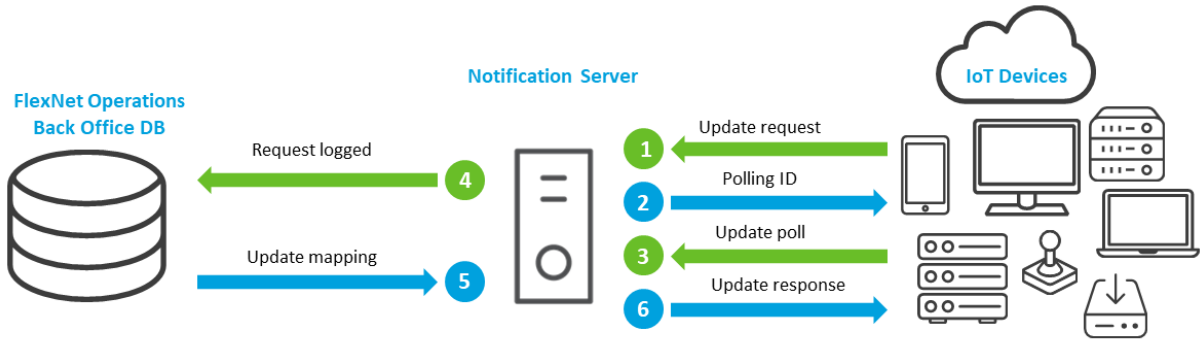 FlexNet Operations
Back Office DB
Request logged
4
Update mapping
5
Notification Server
1
Update request
2
Polling ID
3
Update poll
6
Update response
IoT Devices